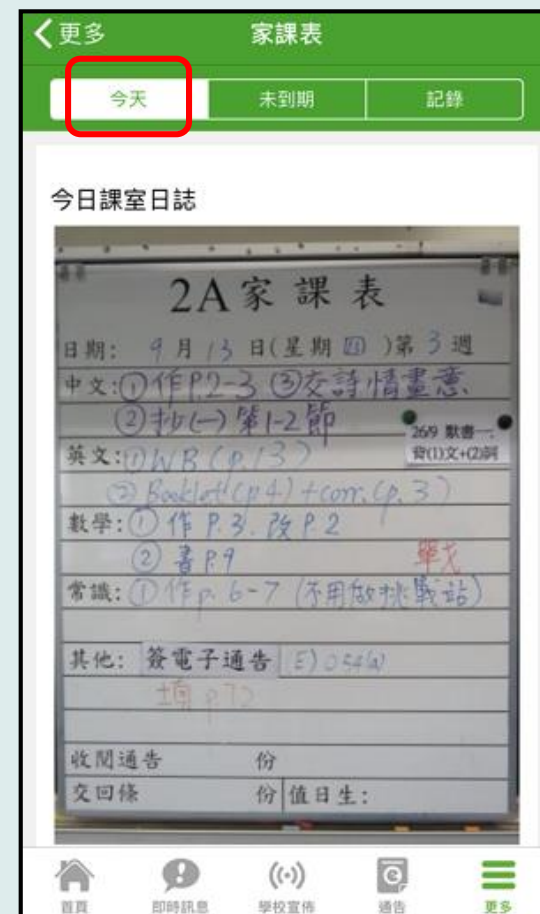 更多 家課表
今天 未到期 記錄
今日課室日誌
2A 家課表
日期: 9月13日(星期四)第3週
中文:①作P.2-3 ③交詩情畫意.
②抄(一)第1-2節
26/9 默書一:
背(1)文+(2)詞
英文:①WB(p.13)
② Booklet(p.4)+corr.(p.3)
數學:① 作 P.3. 改 P.2
② 書P.9
常識:①作p.6-7 (不用做挑戰站)
其他: 簽電子通告 (E)054(a)
填 p.72
收閱通告 份
交回條 份 值日生:
首頁 即時訊息 學校宣佈 通告 更多